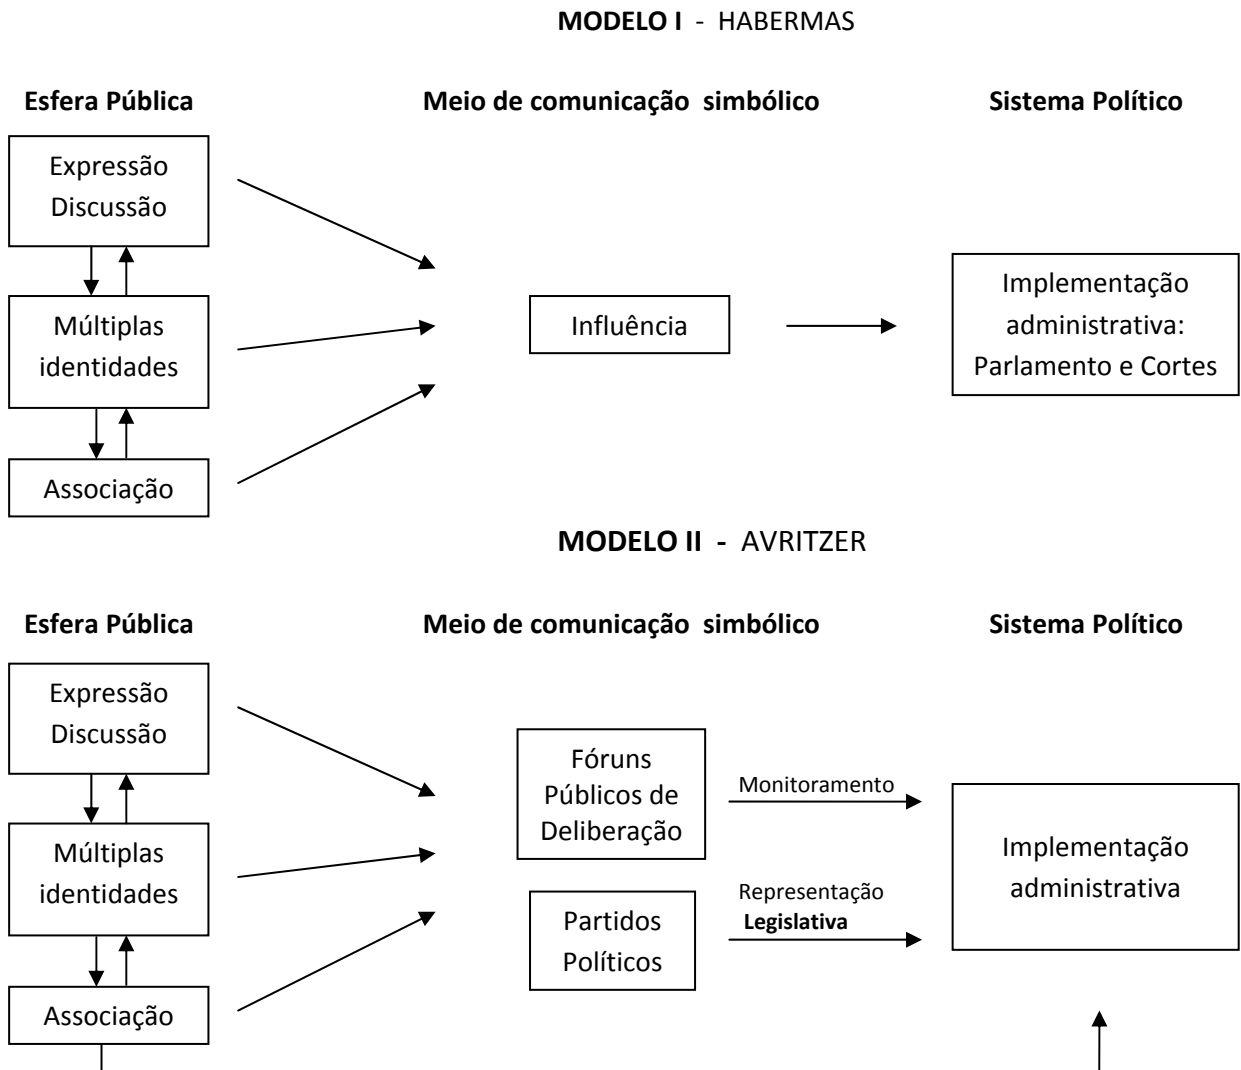 MODELO I - HABERMAS
Esfera Pública
Meio de comunicação simbólico
Sistema Político
Expressão
Discussão
Múltiplas
identidades
Associação
Influência
Implementação
administrativa:
Parlamento e Cortes
MODELO II - AVRITZER
Esfera Pública
Meio de comunicação simbólico
Sistema Político
Expressão
Discussão
Múltiplas
identidades
Associação
Fóruns
Públicos de
Deliberação
Partidos
Políticos
Monitoramento
Representação
Legislativa
Implementação
administrativa